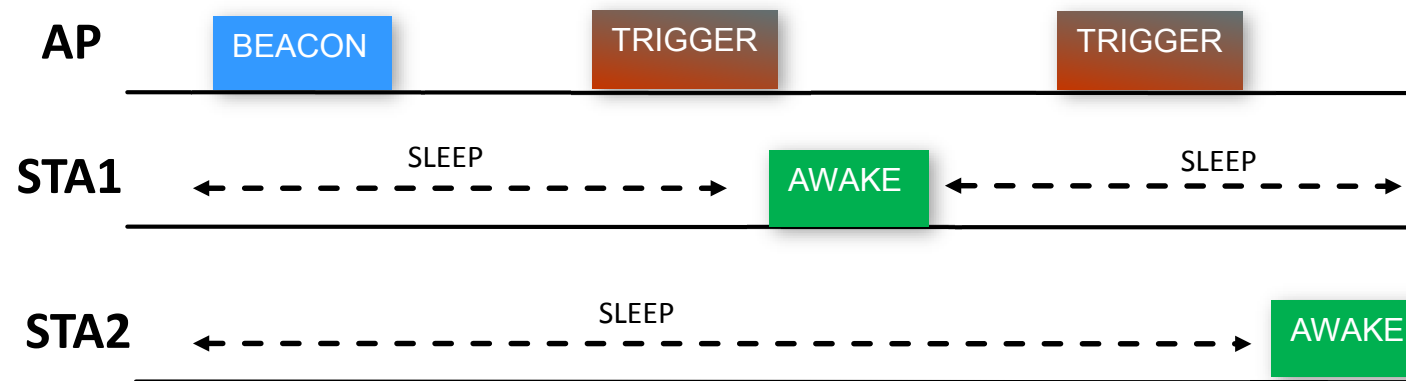 AP
BEACON
TRIGGER
TRIGGER
STA1
SLEEP
AWAKE
SLEEP
STA2
SLEEP
AWAKE